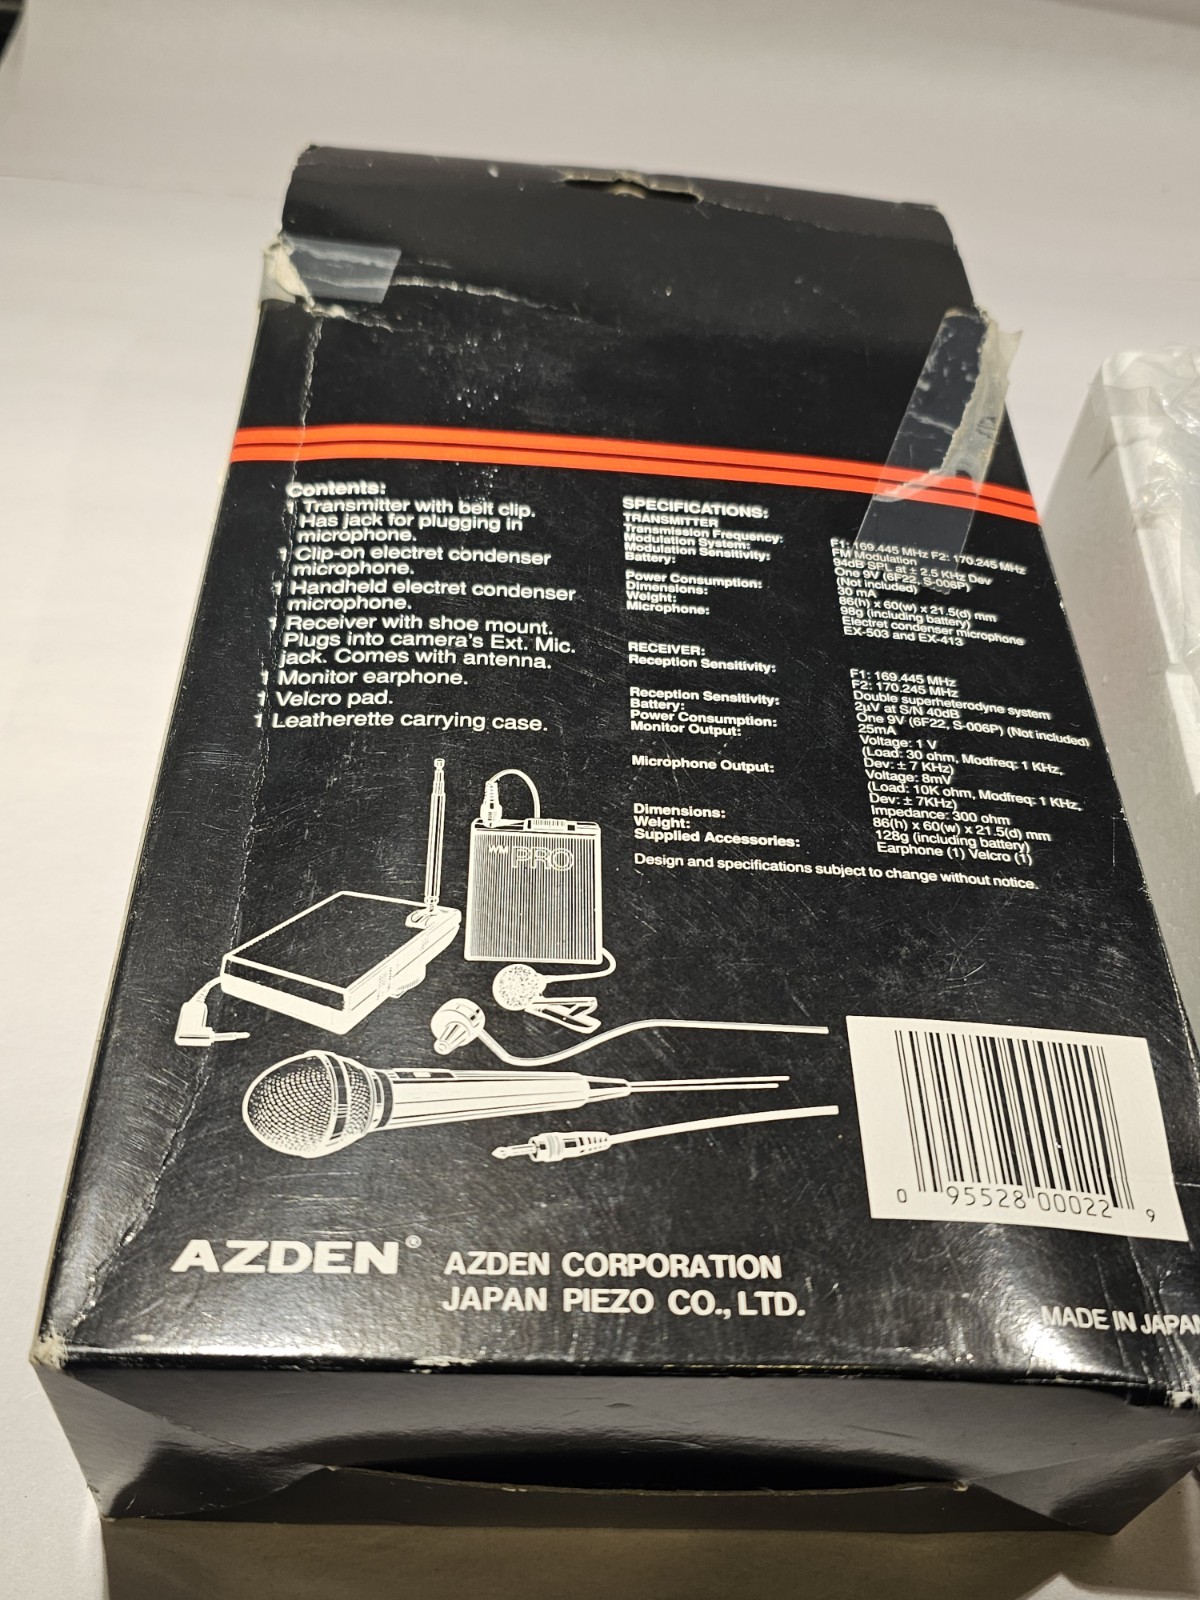 Contents:
1 Transmitter with belt clip.
Has jack for plugging in
microphone.
1 Clip-on electret condenser
microphone.
1 Handheld electret condenser
microphone.
1 Receiver with shoe mount.
Plugs into camera's Ext. Mic.
jack. Comes with antenna.
1 Monitor earphone.
1 Velcro pad.
1 Leatherette carrying case.
SPECIFICATIONS:
TRANSMITTER
Transmission Frequency: F1: 169.445 MHz F2: 170.245 MHz
Modulation System: FM Modulation
Modulation Sensitivity: 94dB SPL at ± 2.5 KHz Dev
Battery: One 9V (6F22, S-006P)
(Not included)
Power Consumption: 30 mA
Dimensions: 86(h) x 60(w) x 21.5(d) mm
Weight: 98g (including battery)
Microphone: Electret condenser microphone
EX-503 and EX-413
RECEIVER:
Reception Sensitivity: F1: 169.445 MHz
F2: 170.245 MHz
Double superheterodyne system
Reception Sensitivity: 2µV at S/N 40dB
Battery: One 9V (6F22, S-006P) (Not included)
Power Consumption: 25mA
Monitor Output: Voltage: 1 V
(Load: 30 ohm, Modfreq: 1 KHz,
Dev: ± 7 KHz)
Microphone Output: Voltage: 8mV
(Load: 10K ohm, Modfreq: 1 KHz,
Dev: ± 7KHz)
Impedance: 300 ohm
Dimensions: 86(h) x 60(w) x 21.5(d) mm
Weight: 128g (including battery)
Supplied Accessories: Earphone (1) Velcro (1)
Design and specifications subject to change without notice.
WM PRO
0 95528 00022 9
AZDEN® AZDEN CORPORATION
JAPAN PIEZO CO., LTD.
MADE IN JAPAN